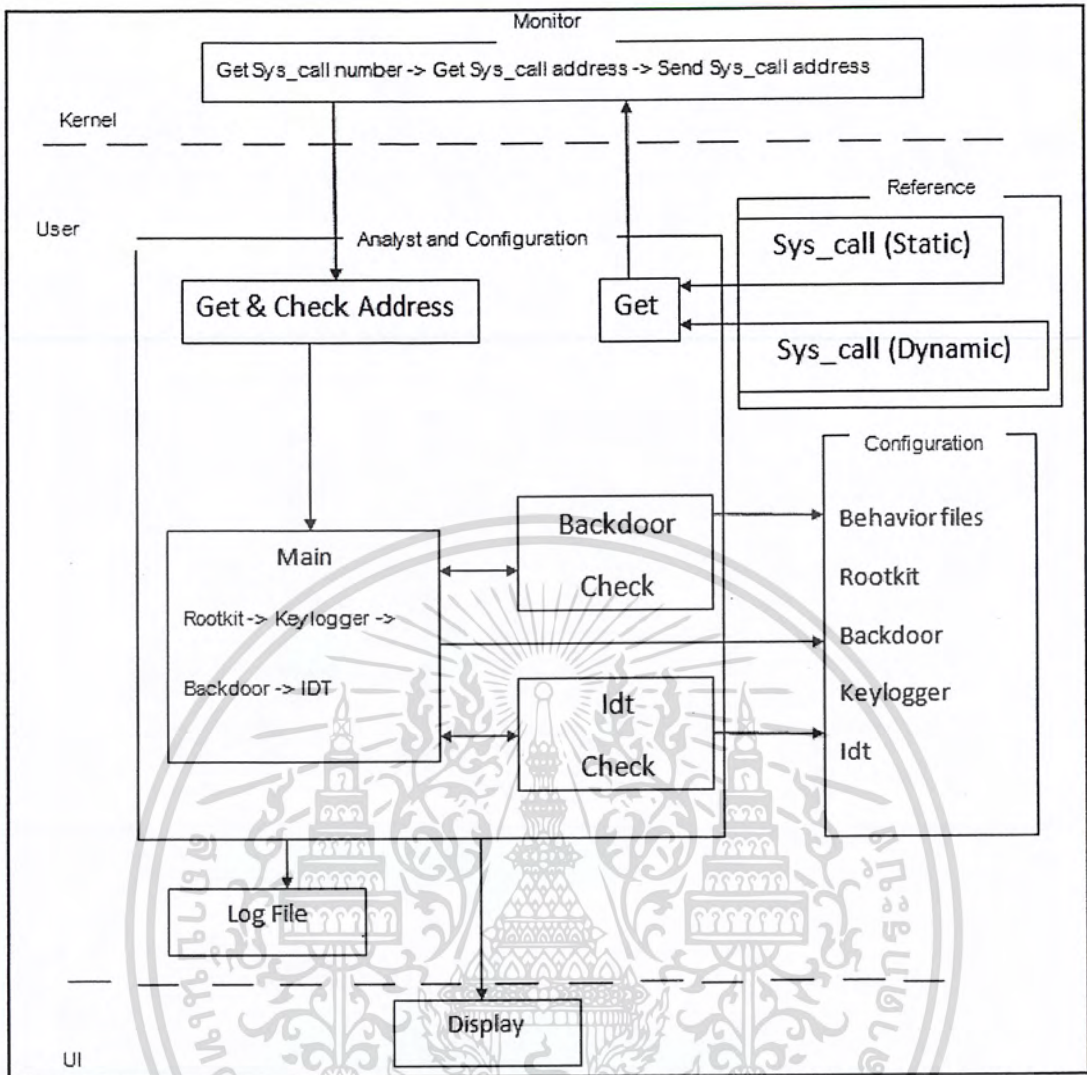 Monitor
Get Sys_call number -> Get Sys_call address -> Send Sys_call address
Kernel
Reference
User
Analyst and Configuration
Sys_call (Static)
Get & Check Address
Get
Sys_call (Dynamic)
Configuration
Backdoor
Check
Behavior files
Main
Rootkit
Rootkit -> Keylogger ->
Backdoor
Backdoor -> IDT
Idt
Check
Keylogger
Idt
Log File
Display
UI